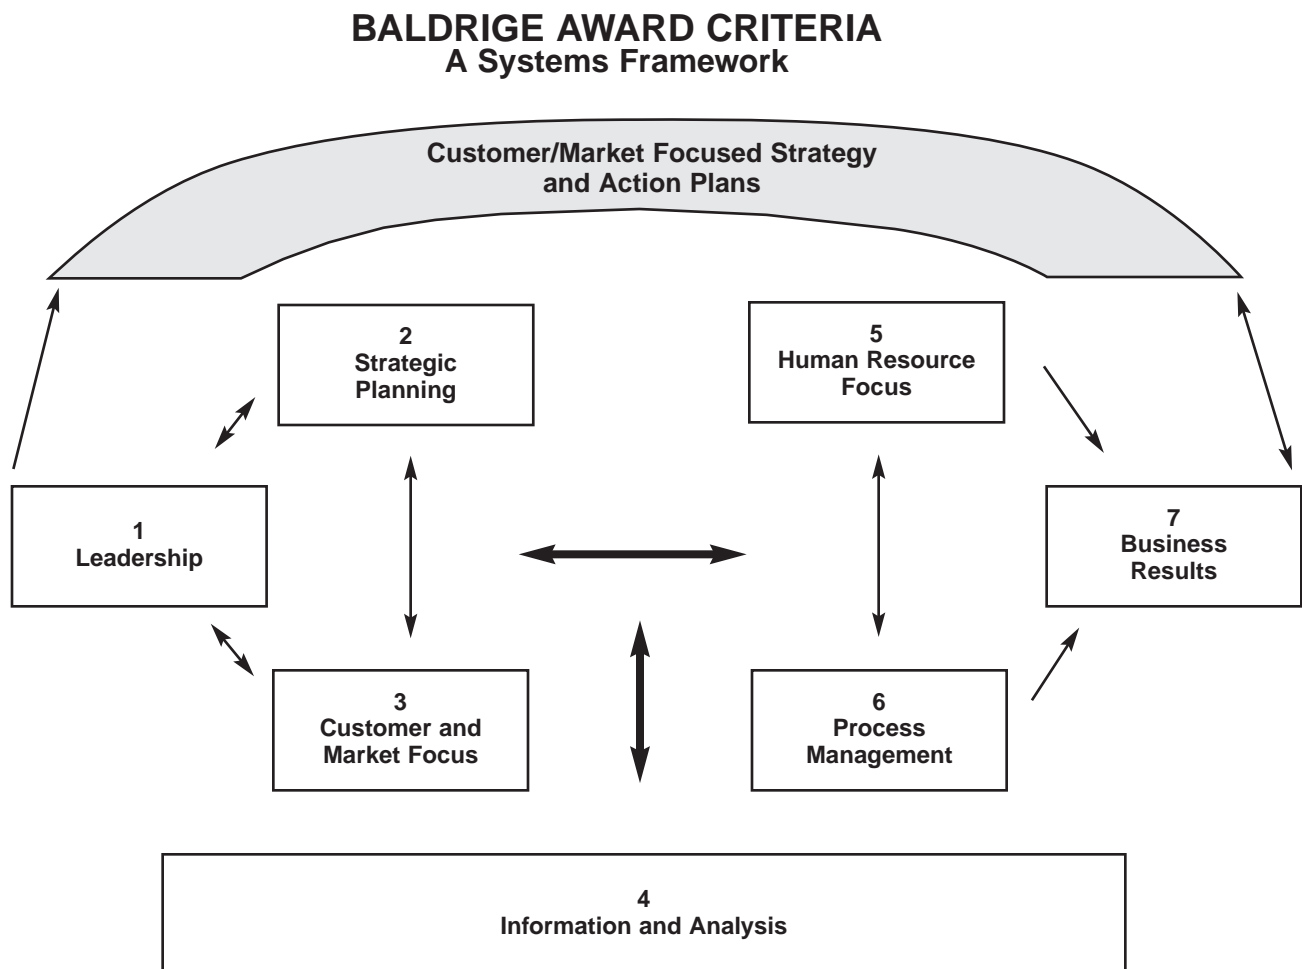 BALDRIGE AWARD CRITERIA
A Systems Framework
Customer/Market Focused Strategy
and Action Plans
2
Strategic
Planning
5
Human Resource
Focus
1
Leadership
7
Business
Results
3
Customer and
Market Focus
6
Process
Management
4
Information and Analysis